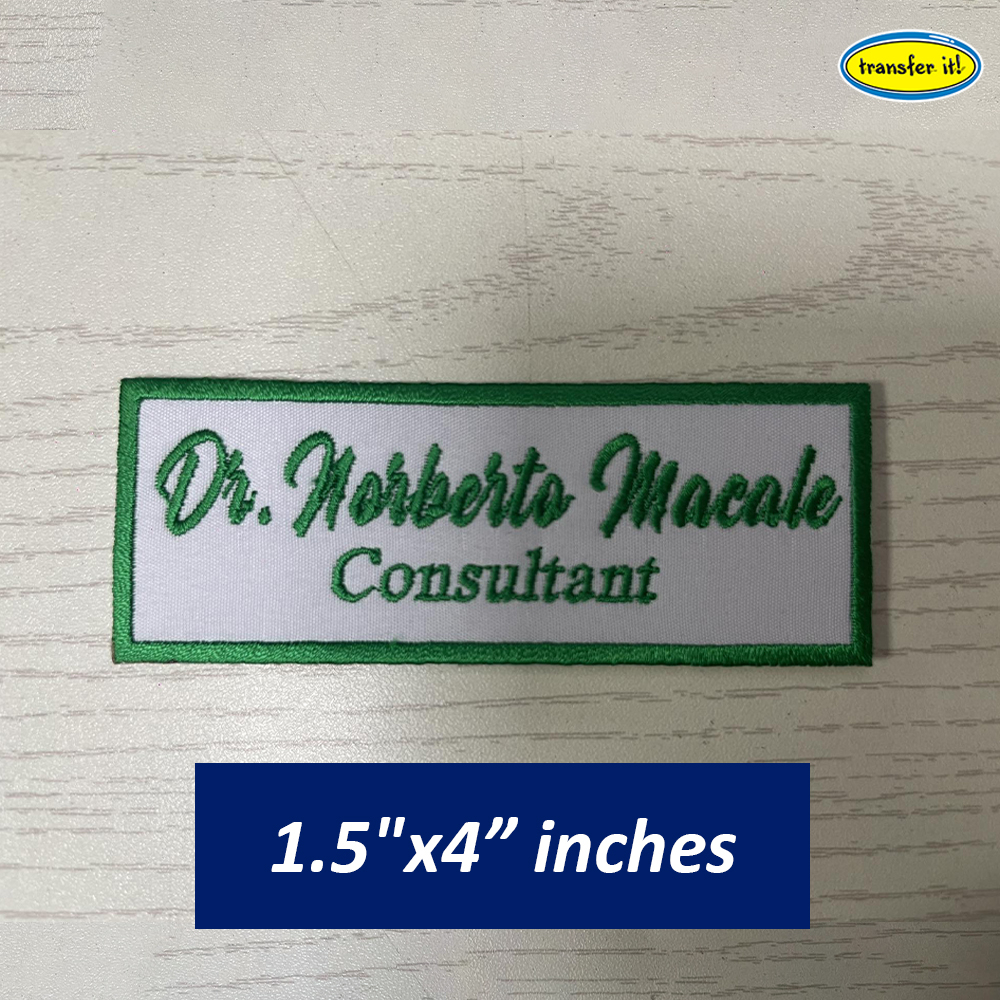 transfer it!
Dr. Norberto Macale
Consultant
1.5"x4” inches